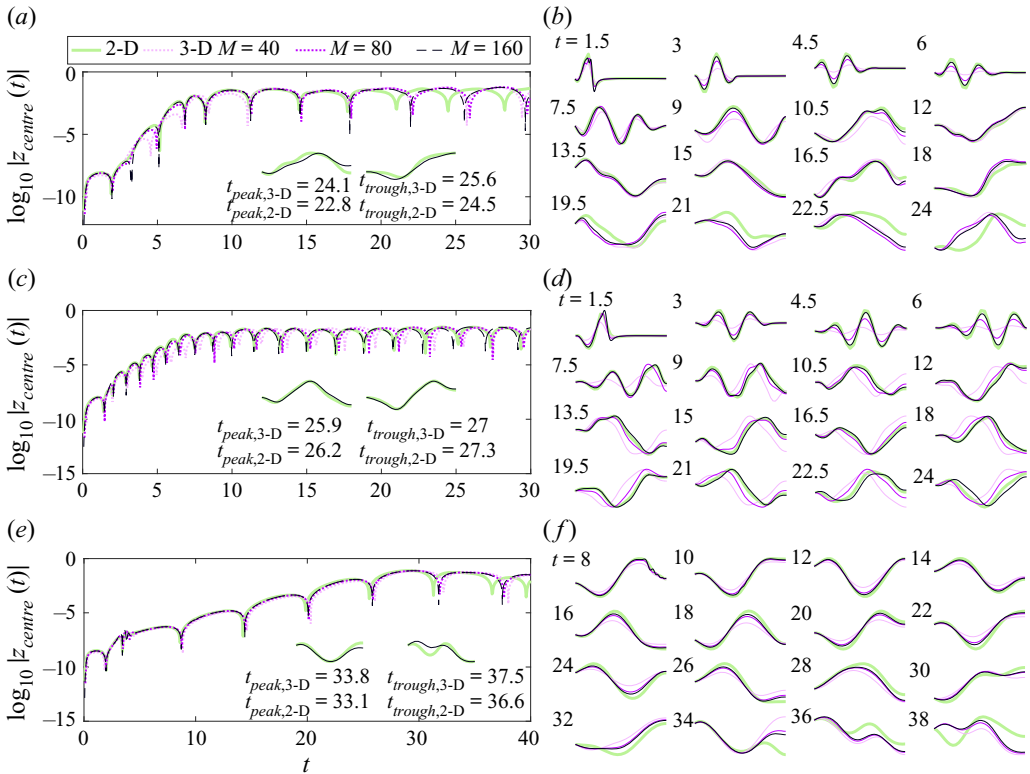 (a)
2-D 3-D M = 40 M = 80 M = 160
log10 |zcentre (t)|
0
−5
−10
0 5 10 15 20 25 30
tpeak,3-D = 24.1 ttrough,3-D = 25.6
tpeak,2-D = 22.8 ttrough,2-D = 24.5
(b)
t = 1.5 3 4.5 6
7.5 9 10.5 12
13.5 15 16.5 18
19.5 21 22.5 24
(c)
log10 |zcentre (t)|
0
−5
−10
−15
0 5 10 15 20 25 30
tpeak,3-D = 25.9 ttrough,3-D = 27
tpeak,2-D = 26.2 ttrough,2-D = 27.3
(d)
t = 1.5 3 4.5 6
7.5 9 10.5 12
13.5 15 16.5 18
19.5 21 22.5 24
(e)
log10 |zcentre (t)|
0
−5
−10
−15
0 10 20 30 40
t
tpeak,3-D = 33.8 ttrough,3-D = 37.5
tpeak,2-D = 33.1 ttrough,2-D = 36.6
(f)
t = 8 10 12 14
16 18 20 22
24 26 28 30
32 34 36 38